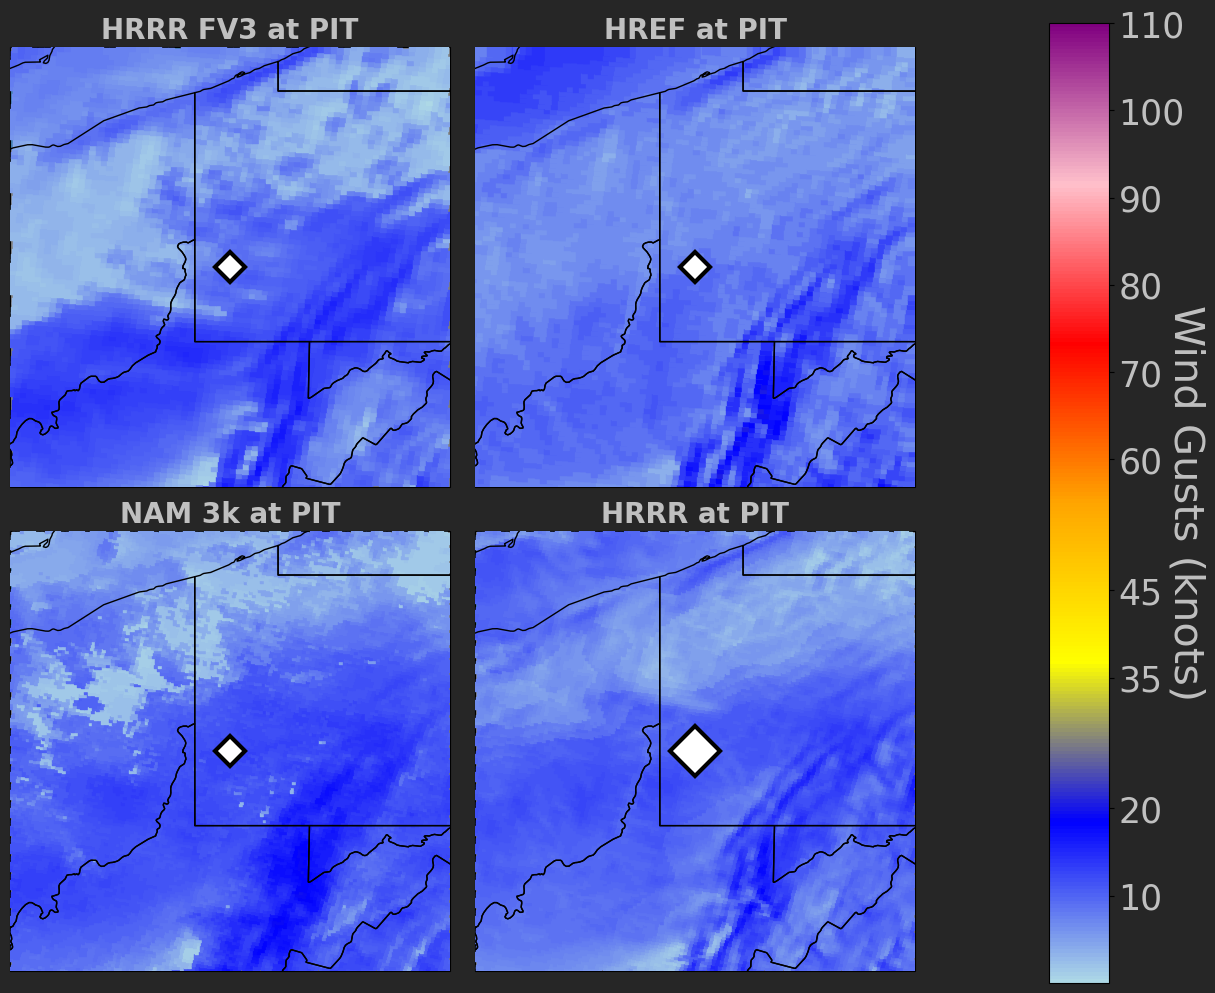 HRRR FV3 at PIT
HREF at PIT
NAM 3k at PIT
HRRR at PIT
110
100
90
80
70
60
45
35
20
10
Wind Gusts (knots)